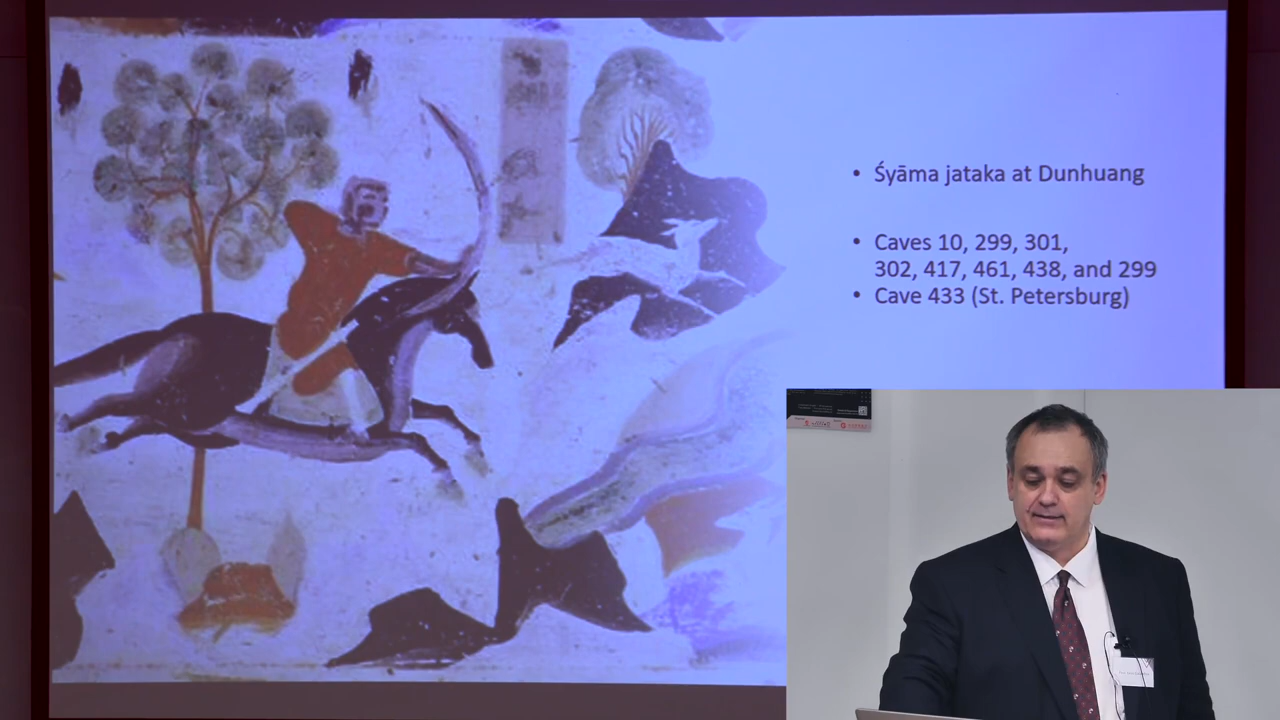 • Śyāma jataka at Dunhuang
• Caves 10, 299, 301,
302, 417, 461, 438, and 299
• Cave 433 (St. Petersburg)